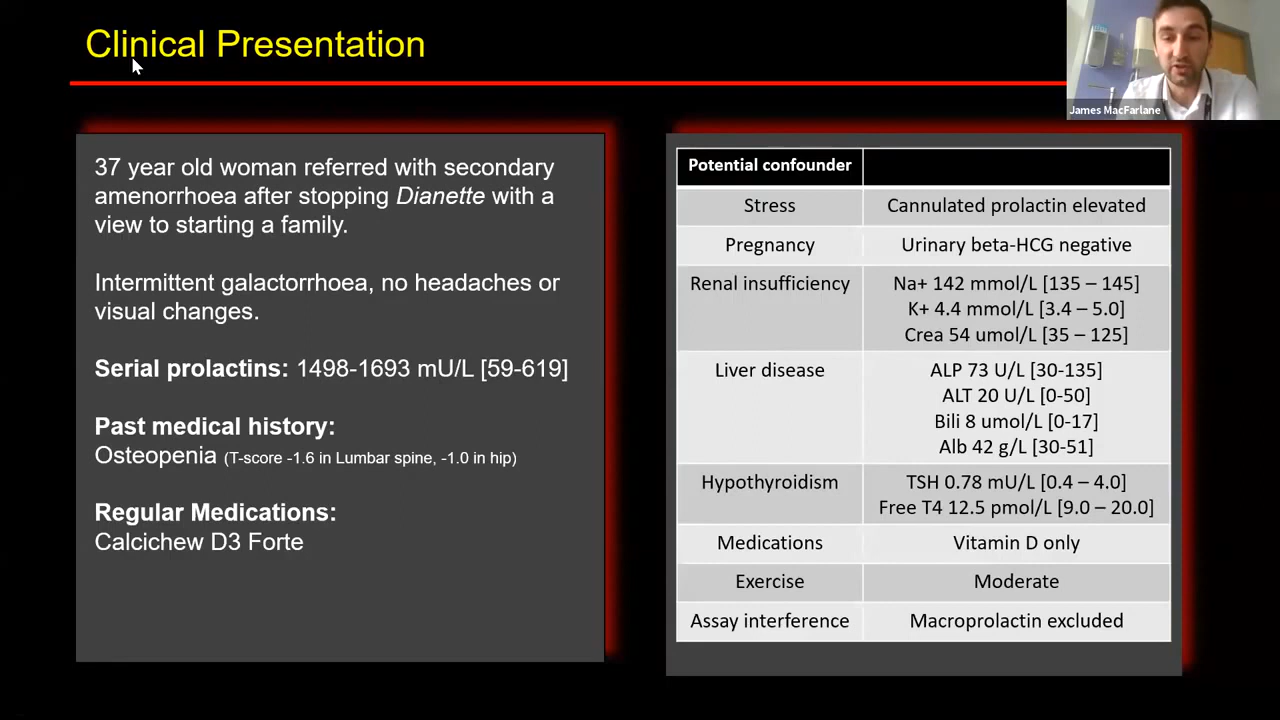 Clinical Presentation
James MacFarlane
37 year old woman referred with secondary
amenorrhoea after stopping Dianette with a
view to starting a family.
Intermittent galactorrhoea, no headaches or
visual changes.
Serial prolactins: 1498-1693 mU/L [59-619]
Past medical history:
Osteopenia (T-score -1.6 in Lumbar spine, -1.0 in hip)
Regular Medications:
Calcichew D3 Forte
Potential confounder
Stress Cannulated prolactin elevated
Pregnancy Urinary beta-HCG negative
Renal insufficiency Na+ 142 mmol/L [135 – 145]
K+ 4.4 mmol/L [3.4 – 5.0]
Crea 54 umol/L [35 – 125]
Liver disease ALP 73 U/L [30-135]
ALT 20 U/L [0-50]
Bili 8 umol/L [0-17]
Alb 42 g/L [30-51]
Hypothyroidism TSH 0.78 mU/L [0.4 – 4.0]
Free T4 12.5 pmol/L [9.0 – 20.0]
Medications Vitamin D only
Exercise Moderate
Assay interference Macroprolactin excluded